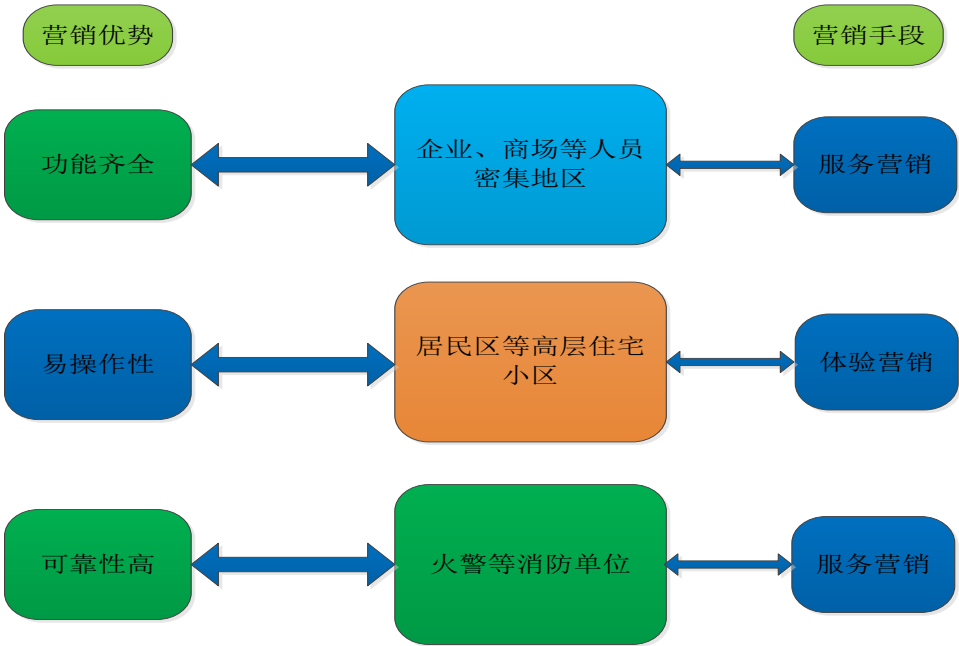 营销优势
营销手段
功能齐全
企业、商场等人员
密集地区
服务营销
易操作性
居民区等高层住宅
小区
体验营销
可靠性高
火警等消防单位
服务营销